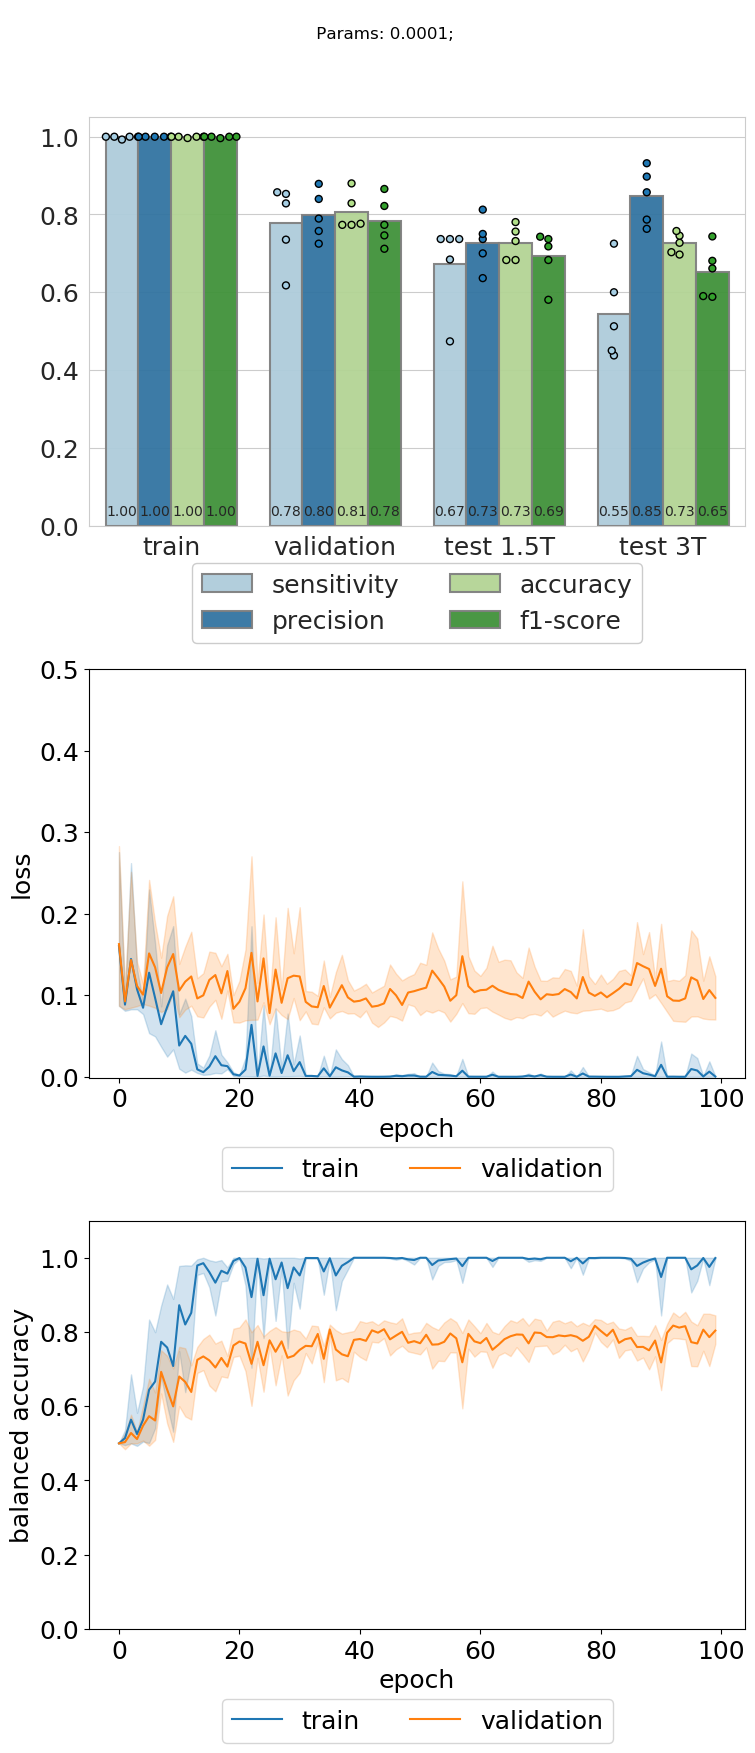 Params: 0.0001;
1.0
0.8
0.6
0.4
0.2
0.0
1.00 1.00 1.00 1.00 0.78 0.80 0.81 0.78 0.67 0.73 0.73 0.69 0.55 0.85 0.73 0.65
train validation test 1.5T test 3T
sensitivity accuracy
precision f1-score
0.5
0.4
0.3
0.2
0.1
0.0
loss
0 20 40 60 80 100
epoch
train validation
1.0
0.8
0.6
0.4
0.2
0.0
balanced accuracy
0 20 40 60 80 100
epoch
train validation